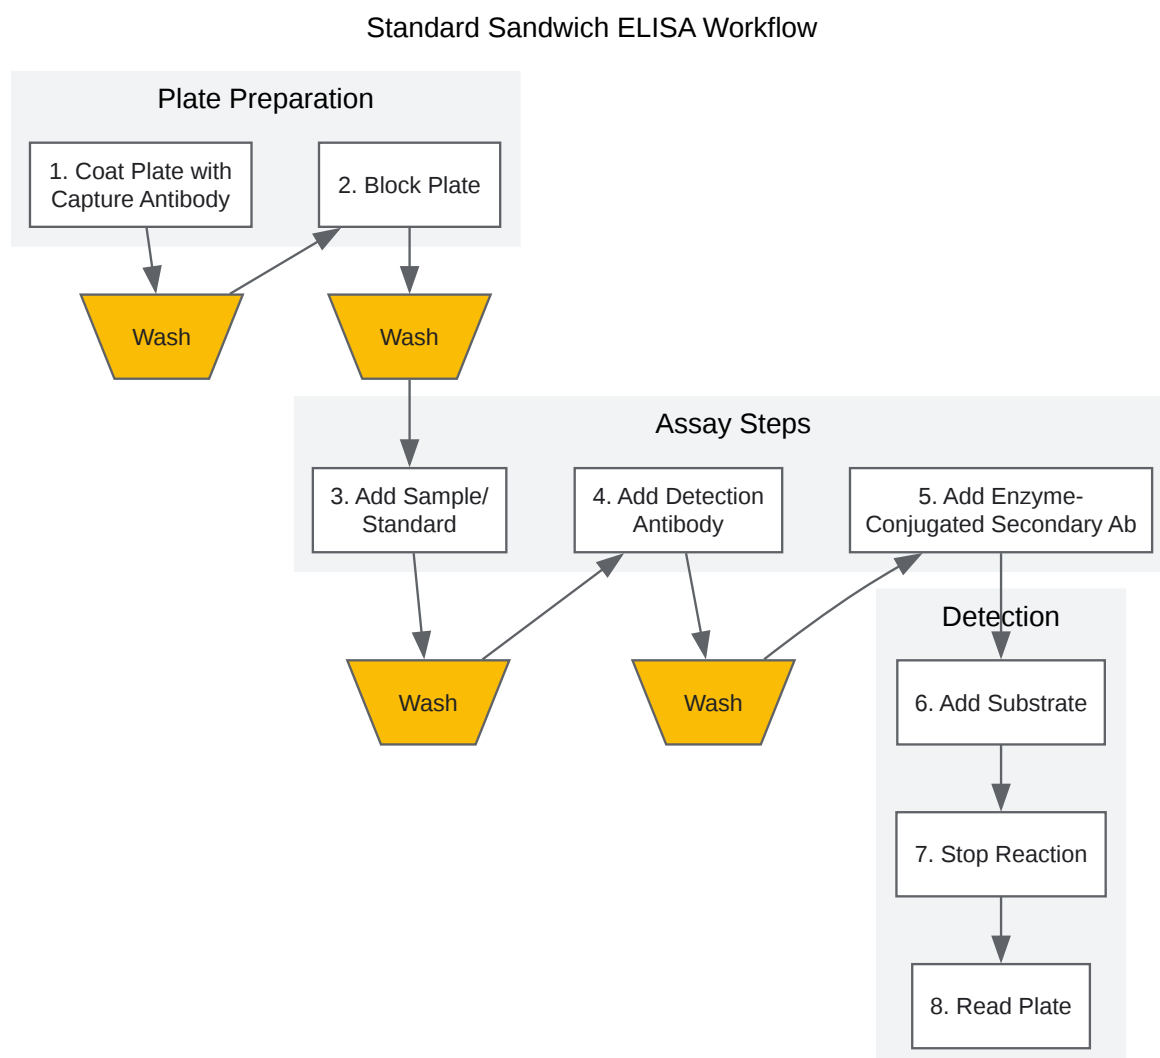 Standard Sandwich ELISA Workflow
Plate Preparation
1. Coat Plate with
Capture Antibody
2. Block Plate
Wash
Wash
Assay Steps
3. Add Sample/
Standard
4. Add Detection
Antibody
5. Add Enzyme-
Conjugated Secondary Ab
Wash
Wash
Detection
6. Add Substrate
7. Stop Reaction
8. Read Plate